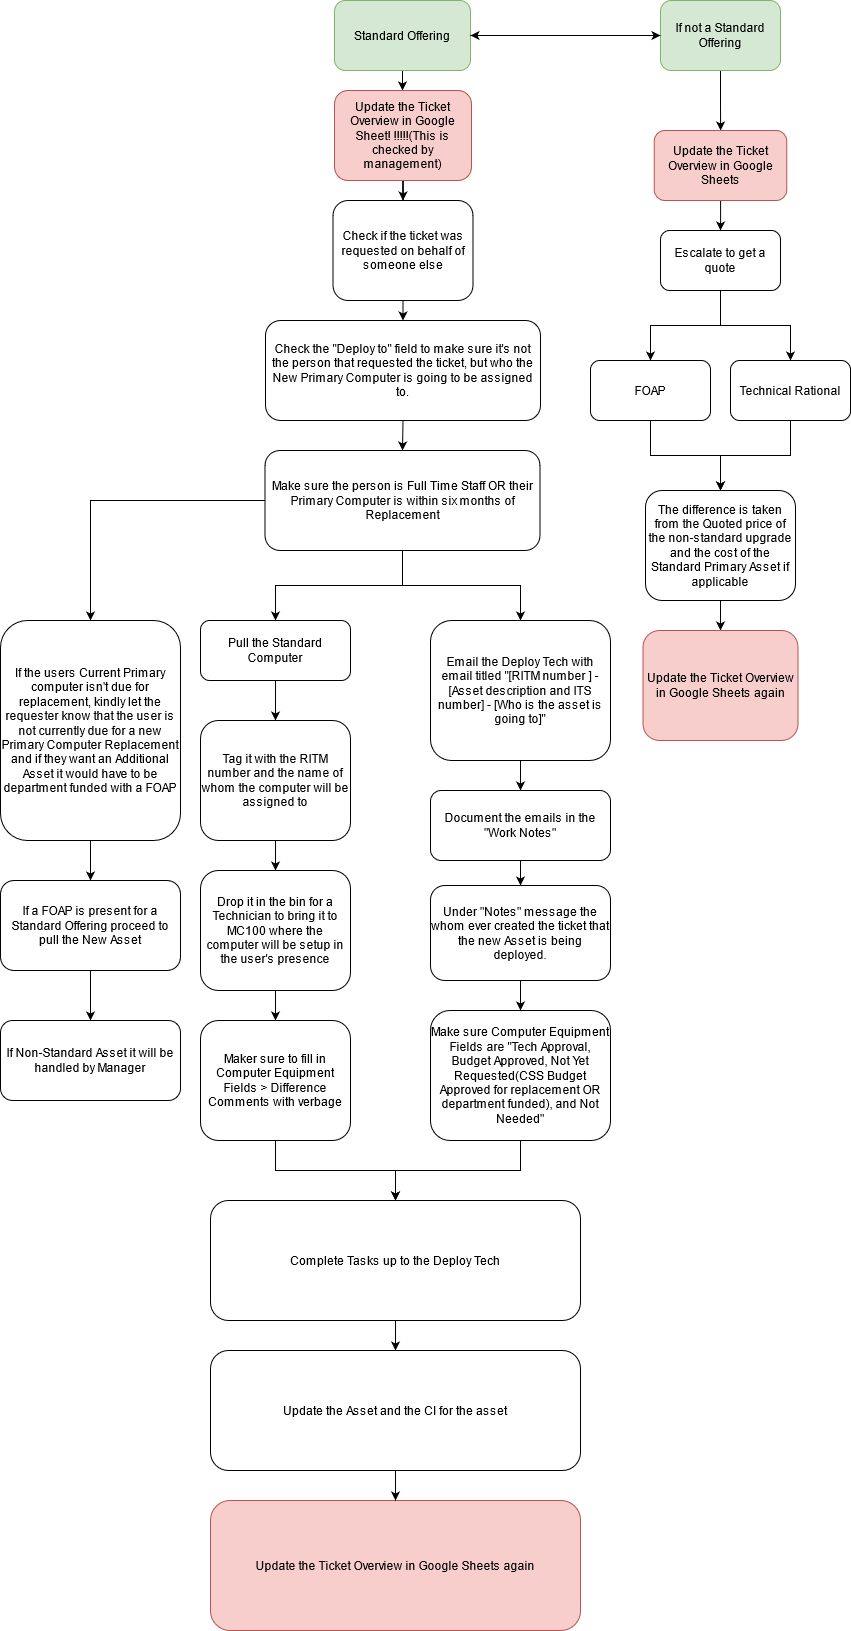 Standard Offering
If not a Standard
Offering
Update the Ticket
Overview in Google
Sheet! !!!!!(This is
checked by
management)
Update the Ticket
Overview in Google
Sheets
Check if the ticket was
requested on behalf of
someone else
Escalate to get a
quote
Check the "Deploy to" field to make sure it's not
the person that requested the ticket, but who the
New Primary Computer is going to be assigned
to.
FOAP
Technical Rational
Make sure the person is Full Time Staff OR their
Primary Computer is within six months of
Replacement
The difference is taken
from the Quoted price of
the non-standard upgrade
and the cost of the
Standard Primary Asset if
applicable
Update the Ticket Overview
in Google Sheets again
If the users Current Primary
computer isn't due for
replacement, kindly let the
requester know that the user is
not currently due for a new
Primary Computer Replacement
and if they want an Additional
Asset it would have to be
department funded with a FOAP
If a FOAP is present for a
Standard Offering proceed to
pull the New Asset
If Non-Standard Asset it will be
handled by Manager
Pull the Standard
Computer
Tag it with the RITM
number and the name of
whom the computer will be
assigned to
Drop it in the bin for a
Technician to bring it to
MC100 where the
computer will be setup in
the user's presence
Maker sure to fill in
Computer Equipment
Fields > Difference
Comments with verbage
Email the Deploy Tech with
email titled "[RITM number ] -
[Asset description and ITS
number] - [Who is the asset is
going to]"
Document the emails in the
"Work Notes"
Under "Notes" message the
whom ever created the ticket that
the new Asset is being
deployed.
Make sure Computer Equipment
Fields are "Tech Approval,
Budget Approved, Not Yet
Requested(CSS Budget
Approved for replacement OR
department funded), and Not
Needed"
Complete Tasks up to the Deploy Tech
Update the Asset and the CI for the asset
Update the Ticket Overview in Google Sheets again